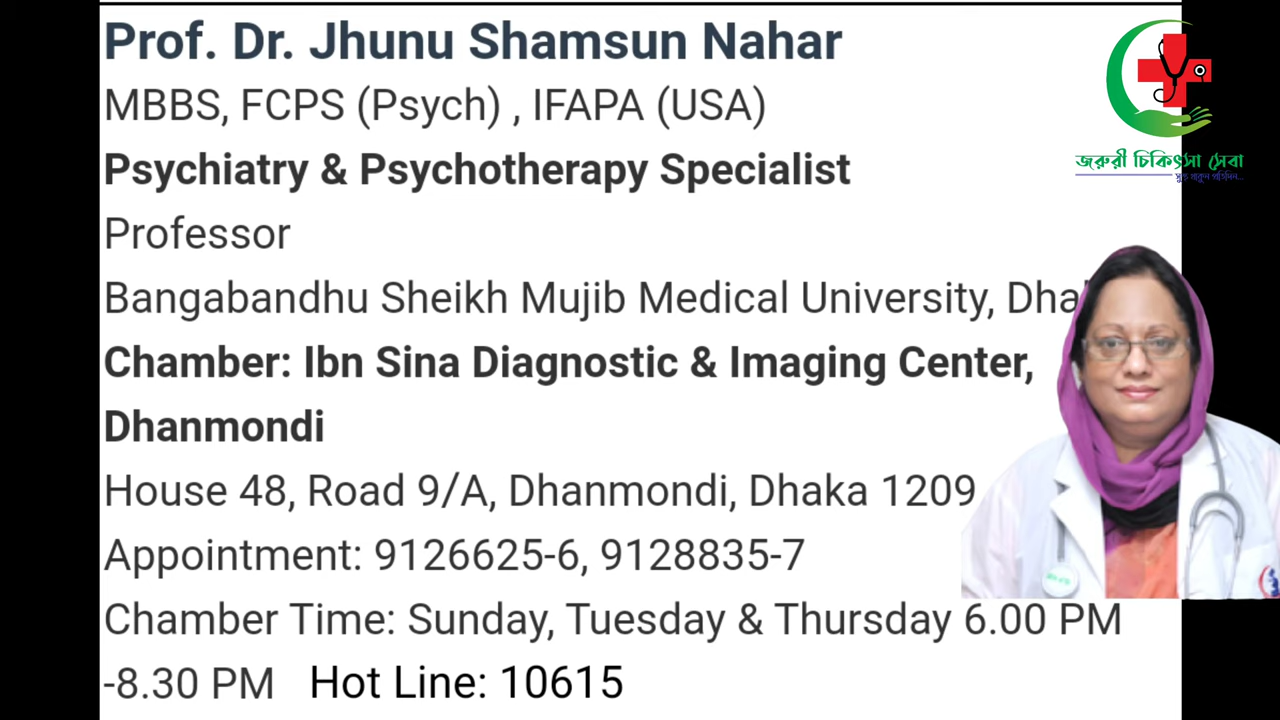 Prof. Dr. Jhunu Shamsun Nahar
MBBS, FCPS (Psych) , IFAPA (USA)
Psychiatry & Psychotherapy Specialist
Professor
Bangabandhu Sheikh Mujib Medical University,
Chamber: Ibn Sina Diagnostic & Imaging Center,
Dhanmondi
House 48, Road 9/A, Dhanmondi, Dhaka 1209
Appointment: 9126625-6, 9128835-7
Chamber Time: Sunday, Tuesday & Thursday 6.00 PM
-8.30 PM Hot Line: 10615
জরুরী চিকিৎসা সেবা
সুস্থ থাকুন প্রতিদিন...